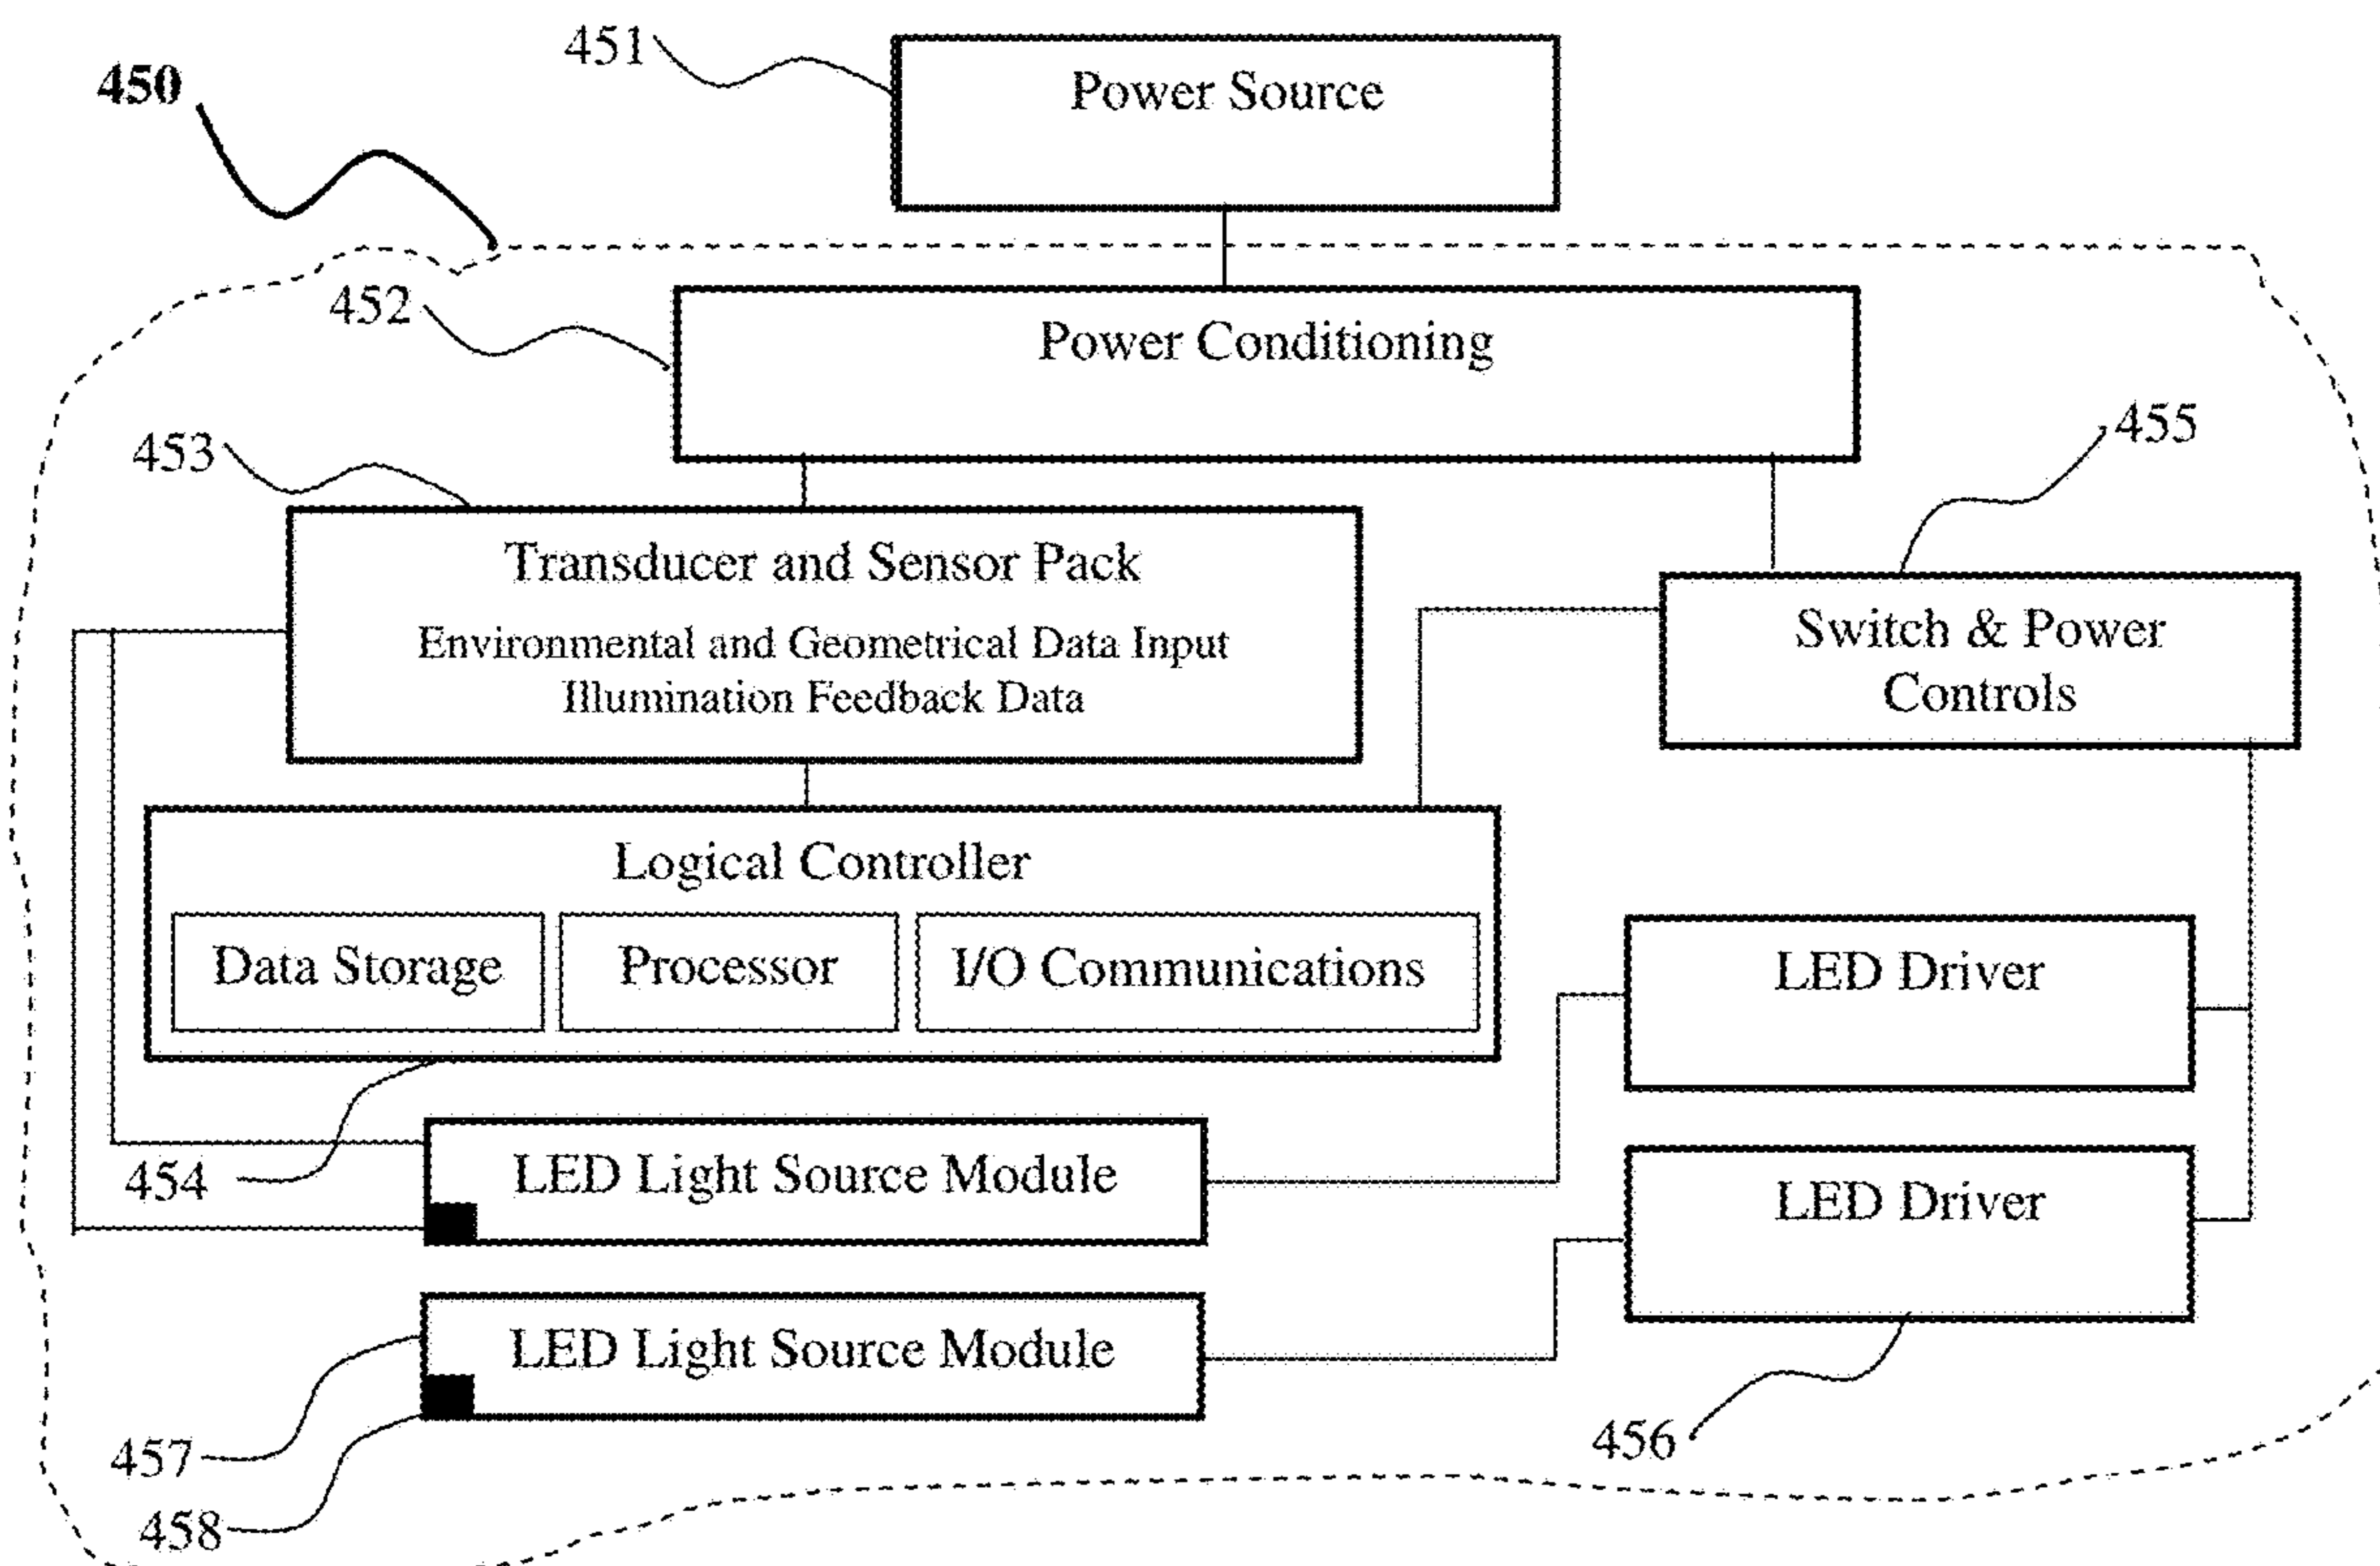 451
Power Source
450
452
Power Conditioning
453
455
Transducer and Sensor Pack
Environmental and Geometrical Data Input
Illumination Feedback Data
Switch & Power
Controls
Logical Controller
Data Storage
Processor
I/O Communications
LED Driver
454
LED Light Source Module
LED Driver
457
LED Light Source Module
456
458